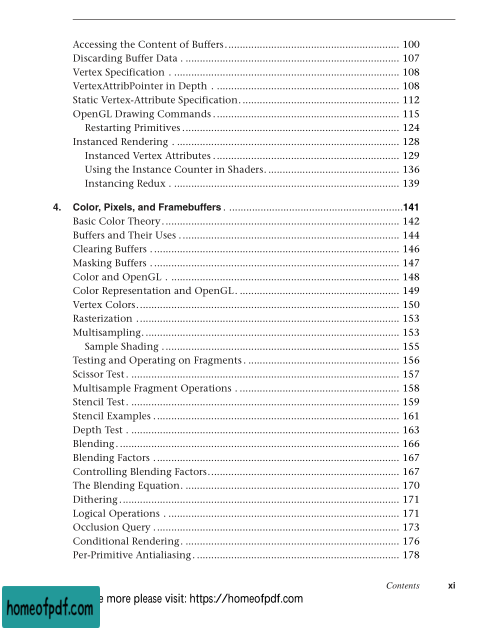 Accessing the Content of Buffers............................................................ 100
Discarding Buffer Data . .......................................................................... 107
Vertex Specification . .............................................................................. 108
VertexAttribPointer in Depth . ................................................................ 108
Static Vertex-Attribute Specification....................................................... 112
OpenGL Drawing Commands................................................................ 115
Restarting Primitives........................................................................... 124
Instanced Rendering . ............................................................................. 128
Instanced Vertex Attributes................................................................ 129
Using the Instance Counter in Shaders.............................................. 136
Instancing Redux . .............................................................................. 139
4. Color, Pixels, and Framebuffers . ............................................................141
Basic Color Theory.................................................................................. 142
Buffers and Their Uses............................................................................ 144
Clearing Buffers ...................................................................................... 146
Masking Buffers ...................................................................................... 147
Color and OpenGL . ............................................................................... 148
Color Representation and OpenGL........................................................ 149
Vertex Colors........................................................................................... 150
Rasterization ........................................................................................... 153
Multisampling......................................................................................... 153
Sample Shading .................................................................................. 155
Testing and Operating on Fragments..................................................... 156
Scissor Test . ............................................................................................ 157
Multisample Fragment Operations ........................................................ 158
Stencil Test . ............................................................................................ 159
Stencil Examples ..................................................................................... 161
Depth Test . ............................................................................................. 163
Blending.................................................................................................. 166
Blending Factors ..................................................................................... 167
Controlling Blending Factors.................................................................. 167
The Blending Equation........................................................................... 170
Dithering................................................................................................. 171
Logical Operations . ................................................................................ 171
Occlusion Query ..................................................................................... 173
Conditional Rendering........................................................................... 176
Per-Primitive Antialiasing....................................................................... 178
Contents xi
e more please visit: https://homeofpdf.com
homeofpdf.com